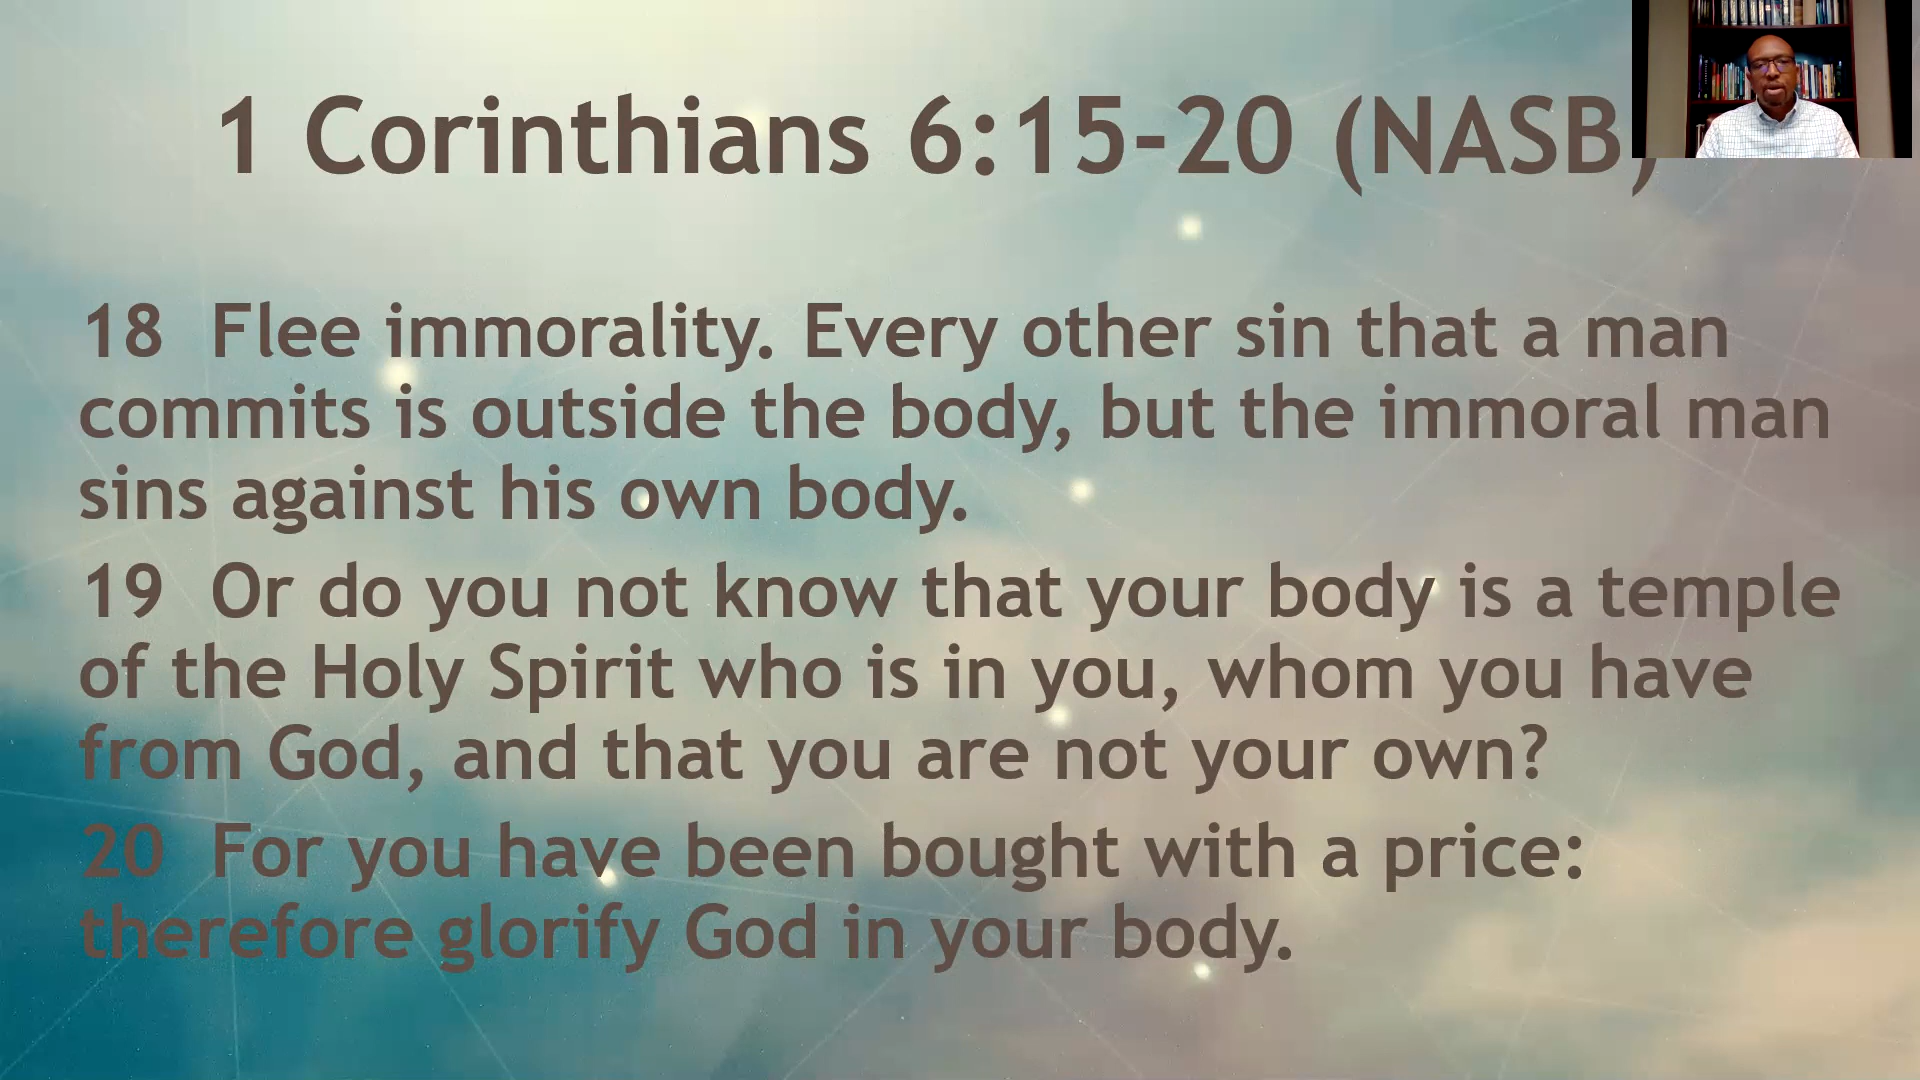 1 Corinthians 6:15-20 (NASB)
18 Flee immorality. Every other sin that a man
commits is outside the body, but the immoral man
sins against his own body.
19 Or do you not know that your body is a temple
of the Holy Spirit who is in you, whom you have
from God, and that you are not your own?
20 For you have been bought with a price:
therefore glorify God in your body.